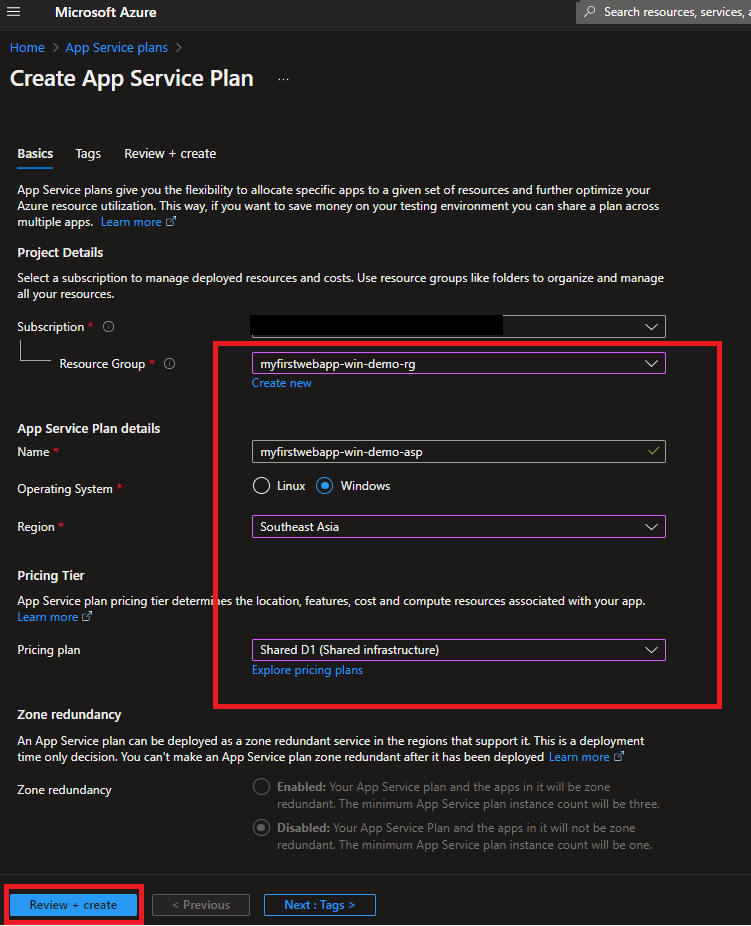 Microsoft Azure
Search resources, services, a
Home > App Service plans >
Create App Service Plan ...
Basics Tags Review + create
App Service plans give you the flexibility to allocate specific apps to a given set of resources and further optimize your
Azure resource utilization. This way, if you want to save money on your testing environment you can share a plan across
multiple apps. Learn more
Project Details
Select a subscription to manage deployed resources and costs. Use resource groups like folders to organize and manage
all your resources.
Subscription *
Resource Group *
myfirstwebapp-win-demo-rg
Create new
App Service Plan details
Name *
myfirstwebapp-win-demo-asp
Operating System *
Linux Windows
Region *
Southeast Asia
Pricing Tier
App Service plan pricing tier determines the location, features, cost and compute resources associated with your app.
Learn more
Pricing plan
Shared D1 (Shared infrastructure)
Explore pricing plans
Zone redundancy
An App Service plan can be deployed as a zone redundant service in the regions that support it. This is a deployment
time only decision. You can't make an App Service plan zone redundant after it has been deployed Learn more
Zone redundancy
Enabled: Your App Service plan and the apps in it will be zone
redundant. The minimum App Service plan instance count will be three.
Disabled: Your App Service Plan and the apps in it will not be zone
redundant. The minimum App Service plan instance count will be one.
Review + create
< Previous
Next : Tags >